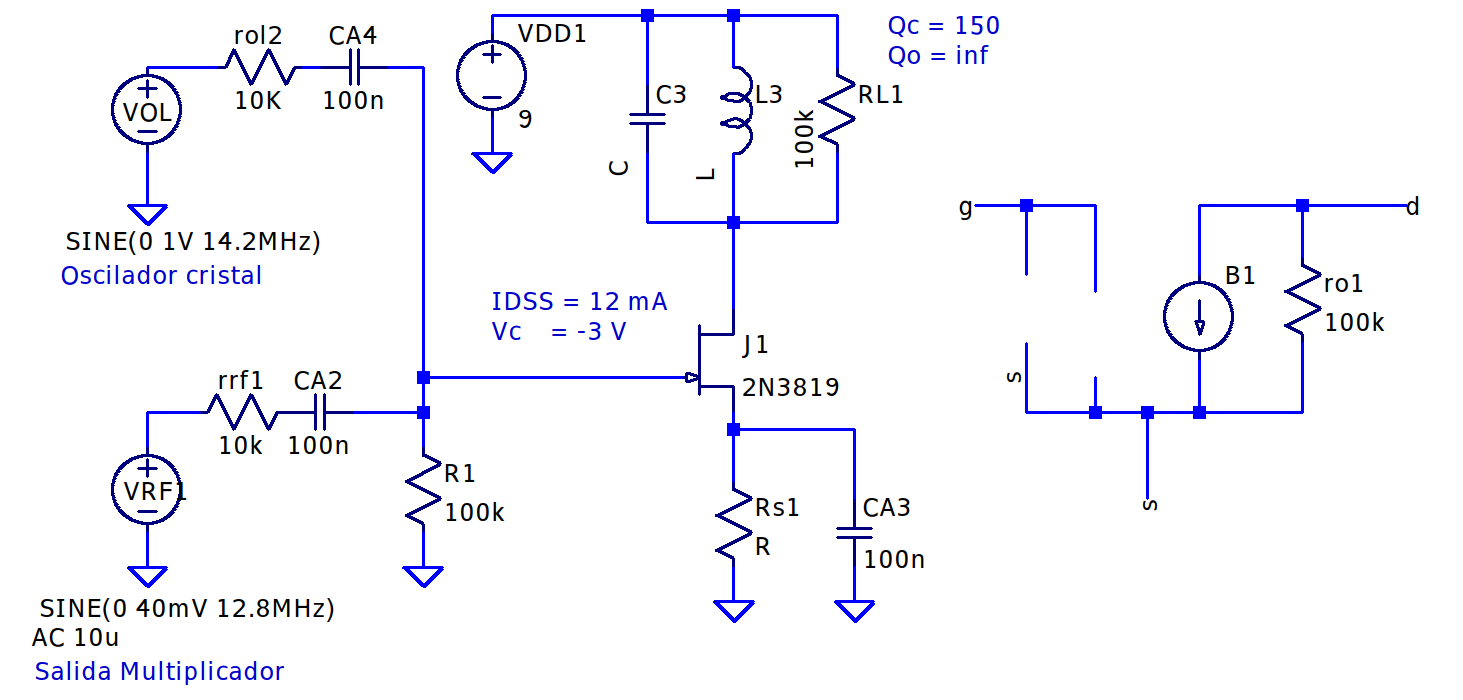 rol2
CA4
VOL
10K
100n
SINE(0 1V 14.2MHz)
Oscilador cristal
VDD1
9
C3
C
L3
L
RL1
100k
Qc = 150
Qo = inf
IDSS = 12 mA
Vc = -3 V
J1
2N3819
rrf1
CA2
VRF1
10k
100n
R1
100k
SINE(0 40mV 12.8MHz)
AC 10u
Salida Multiplicador
Rs1
R
CA3
100n
g
d
B1
ro1
100k
s
s